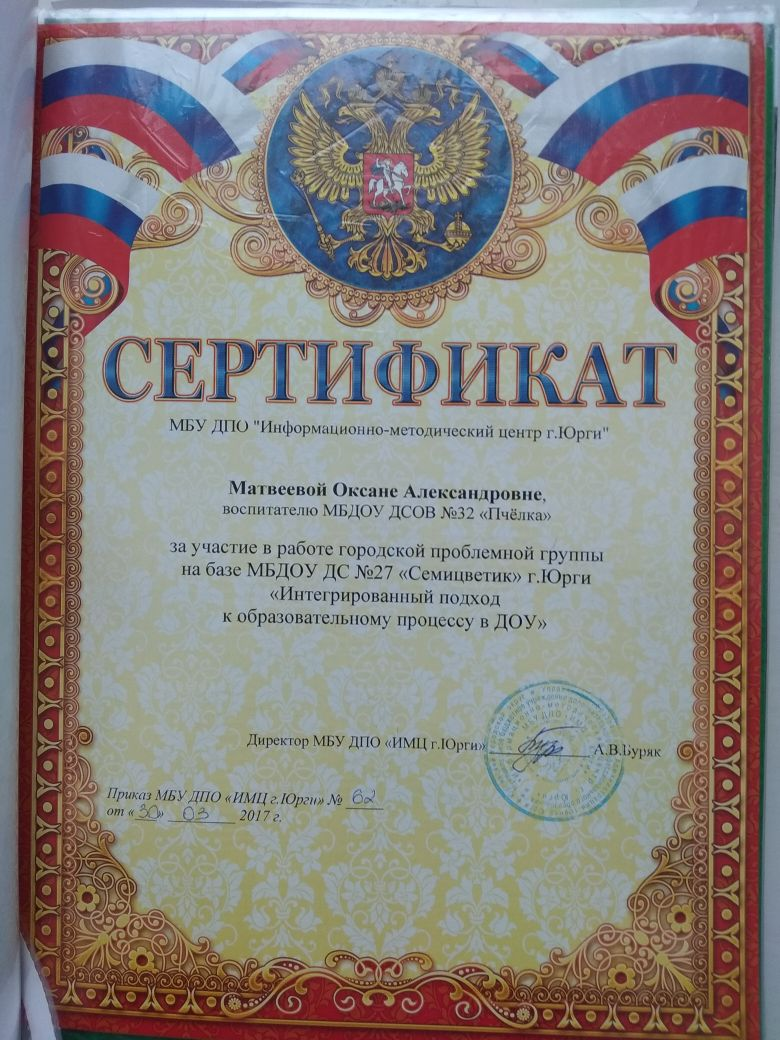 СЕРТИФИКАТ
МБУ ДПО "Информационно-методический центр г.Юрги"
Матвеевой Оксане Александровне,
воспитателю МБДОУ ДСОВ №32 «Пчёлка»
за участие в работе городской проблемной группы
на базе МБДОУ ДС №27 «Семицветик» г.Юрги
«Интегрированный подход
к образовательному процессу в ДОУ»
Директор МБУ ДПО «ИМЦ г.Юрги» А.В.Буряк
Приказ МБУ ДПО «ИМЦ г.Юрги» № 62
от «30» 03 2017 г.